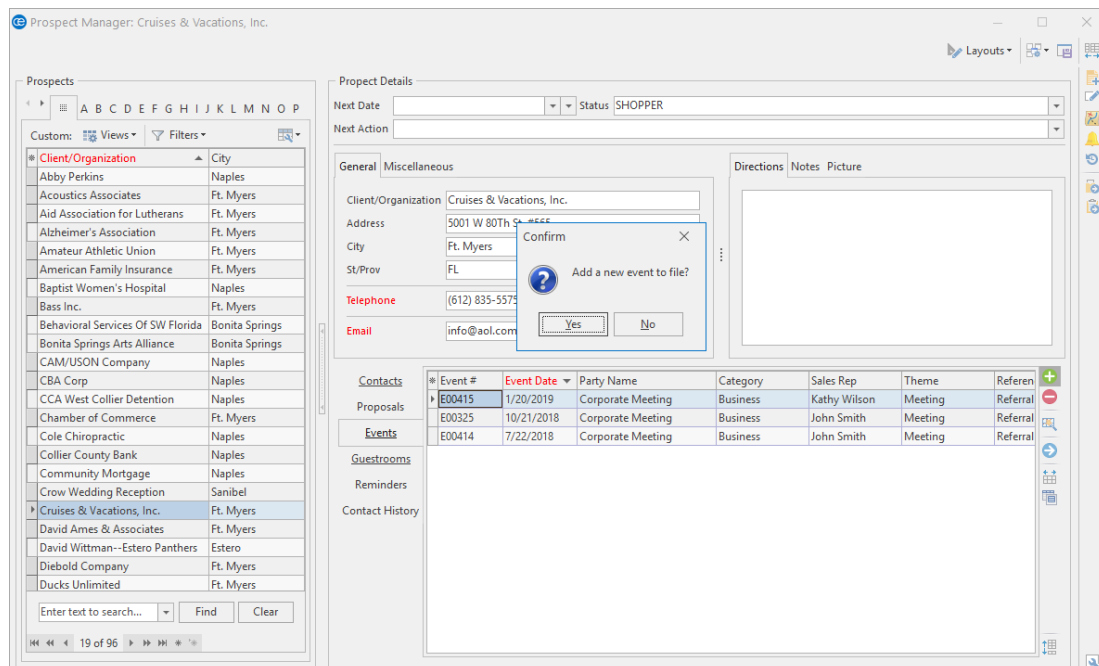 Prospect Manager: Cruises & Vacations, Inc.
Layouts
Prospects
A B C D E F G H I J K L M N O P
Custom: Views Filters
Client/Organization City
Abby Perkins Naples
Acoustics Associates Ft. Myers
Aid Association for Lutherans Ft. Myers
Alzheimer's Association Ft. Myers
Amateur Athletic Union Ft. Myers
American Family Insurance Ft. Myers
Baptist Women's Hospital Naples
Bass Inc. Ft. Myers
Behavioral Services Of SW Florida Bonita Springs
Bonita Springs Arts Alliance Bonita Springs
CAM/USON Company Naples
CBA Corp Naples
CCA West Collier Detention Naples
Chamber of Commerce Ft. Myers
Cole Chiropractic Naples
Collier County Bank Naples
Community Mortgage Naples
Crow Wedding Reception Sanibel
Cruises & Vacations, Inc. Ft. Myers
David Ames & Associates Ft. Myers
David Wittman--Estero Panthers Estero
Diebold Company Ft. Myers
Ducks Unlimited Ft. Myers
Enter text to search... Find Clear
19 of 96
Propect Details
Next Date Status SHOPPER
Next Action
General Miscellaneous
Client/Organization Cruises & Vacations, Inc.
Address 5001 W 80Th St. #565
City Ft. Myers
St/Prov FL
Telephone (612) 835-5575
Email info@aol.com
Directions Notes Picture
Confirm
Add a new event to file?
Yes No
Contacts
Proposals
Events
Guestrooms
Reminders
Contact History
Event # Event Date Party Name Category Sales Rep Theme Referen
E00415 1/20/2019 Corporate Meeting Business Kathy Wilson Meeting Referral
E00325 10/21/2018 Corporate Meeting Business John Smith Meeting Referral
E00414 7/22/2018 Corporate Meeting Business John Smith Meeting Referral